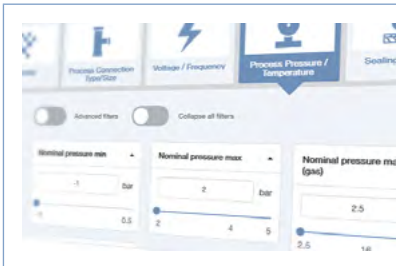 Process Connection
Type/Size
Voltage / Frequency
Process Pressure /
Temperature
Sealing
Advanced filters
Collapse all filters
Nominal pressure min
-1
bar
-1
0.5
Nominal pressure max
2
bar
2
4
5
Nominal pressure ma
(gas)
2.5
2.5
16